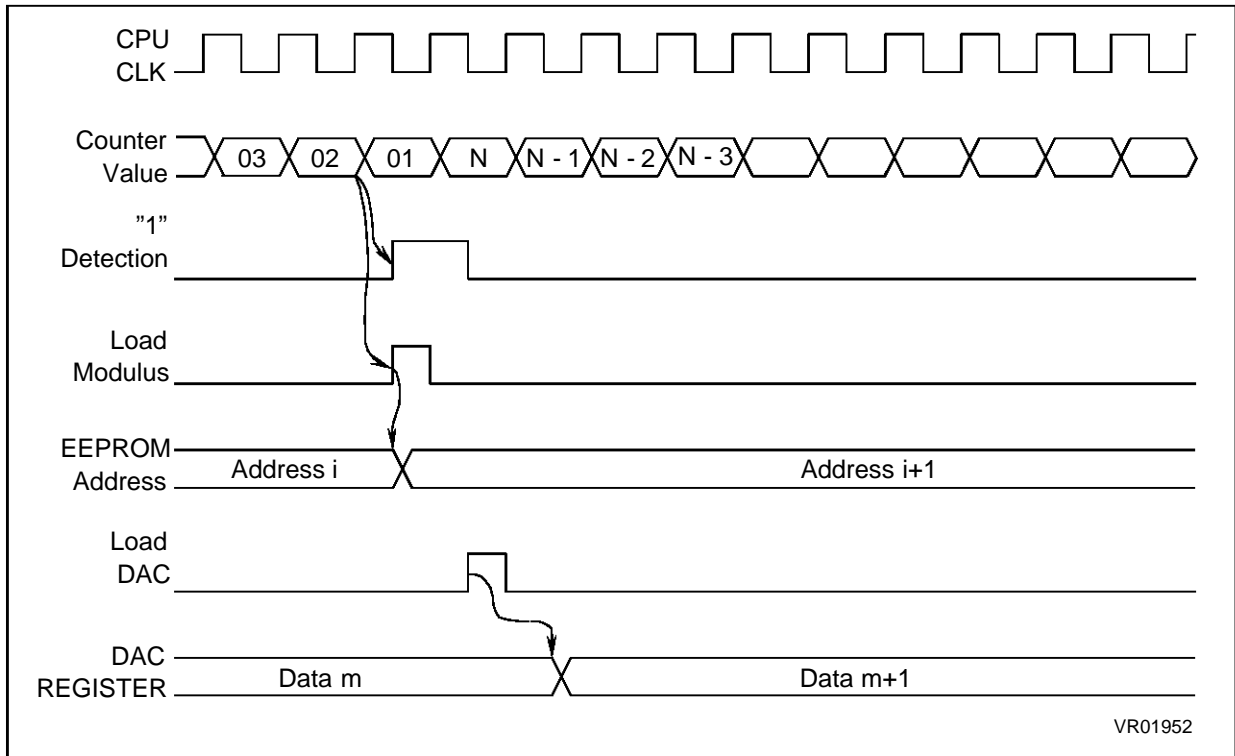 CPU
CLK
Counter
Value
03 02 01 N N - 1 N - 2 N - 3
”1”
Detection
Load
Modulus
EEPROM
Address
Address i Address i+1
Load
DAC
DAC
REGISTER
Data m Data m+1
VR01952